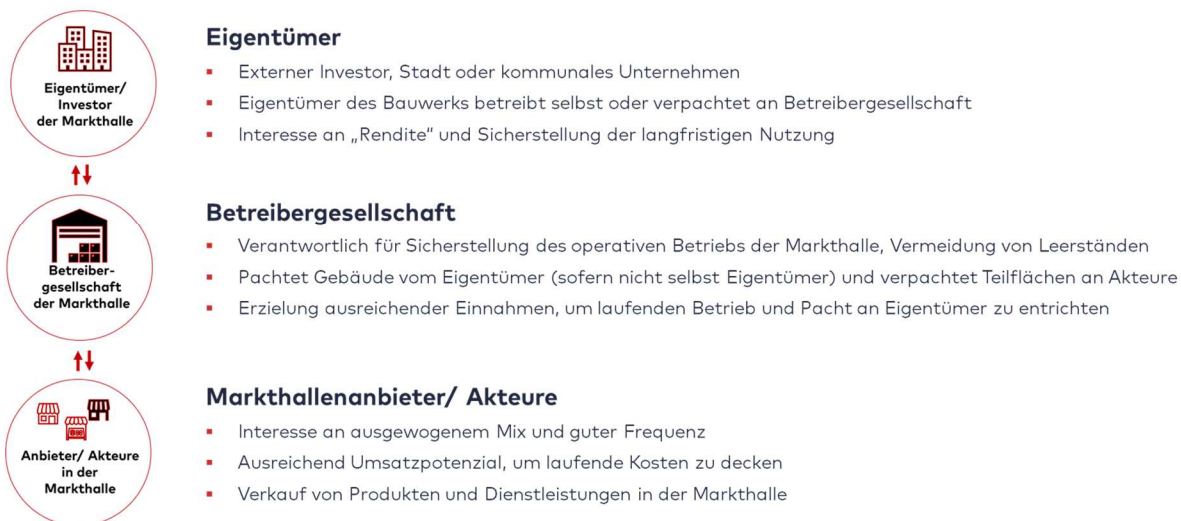 Eigentümer/
Investor
der Markthalle
Eigentümer
Externer Investor, Stadt oder kommunales Unternehmen
Eigentümer des Bauwerks betreibt selbst oder verpachtet an Betreibergesellschaft
Interesse an „Rendite“ und Sicherstellung der langfristigen Nutzung
Betreiber-
gesellschaft
der Markthalle
Betreibergesellschaft
Verantwortlich für Sicherstellung des operativen Betriebs der Markthalle, Vermeidung von Leerständen
Pachtet Gebäude vom Eigentümer (sofern nicht selbst Eigentümer) und verpachtet Teilflächen an Akteure
Erzielung ausreichender Einnahmen, um laufenden Betrieb und Pacht an Eigentümer zu entrichten
Anbieter/ Akteure
in der
Markthalle
Markthallenanbieter/ Akteure
Interesse an ausgewogenem Mix und guter Frequenz
Ausreichend Umsatzpotenzial, um laufende Kosten zu decken
Verkauf von Produkten und Dienstleistungen in der Markthalle